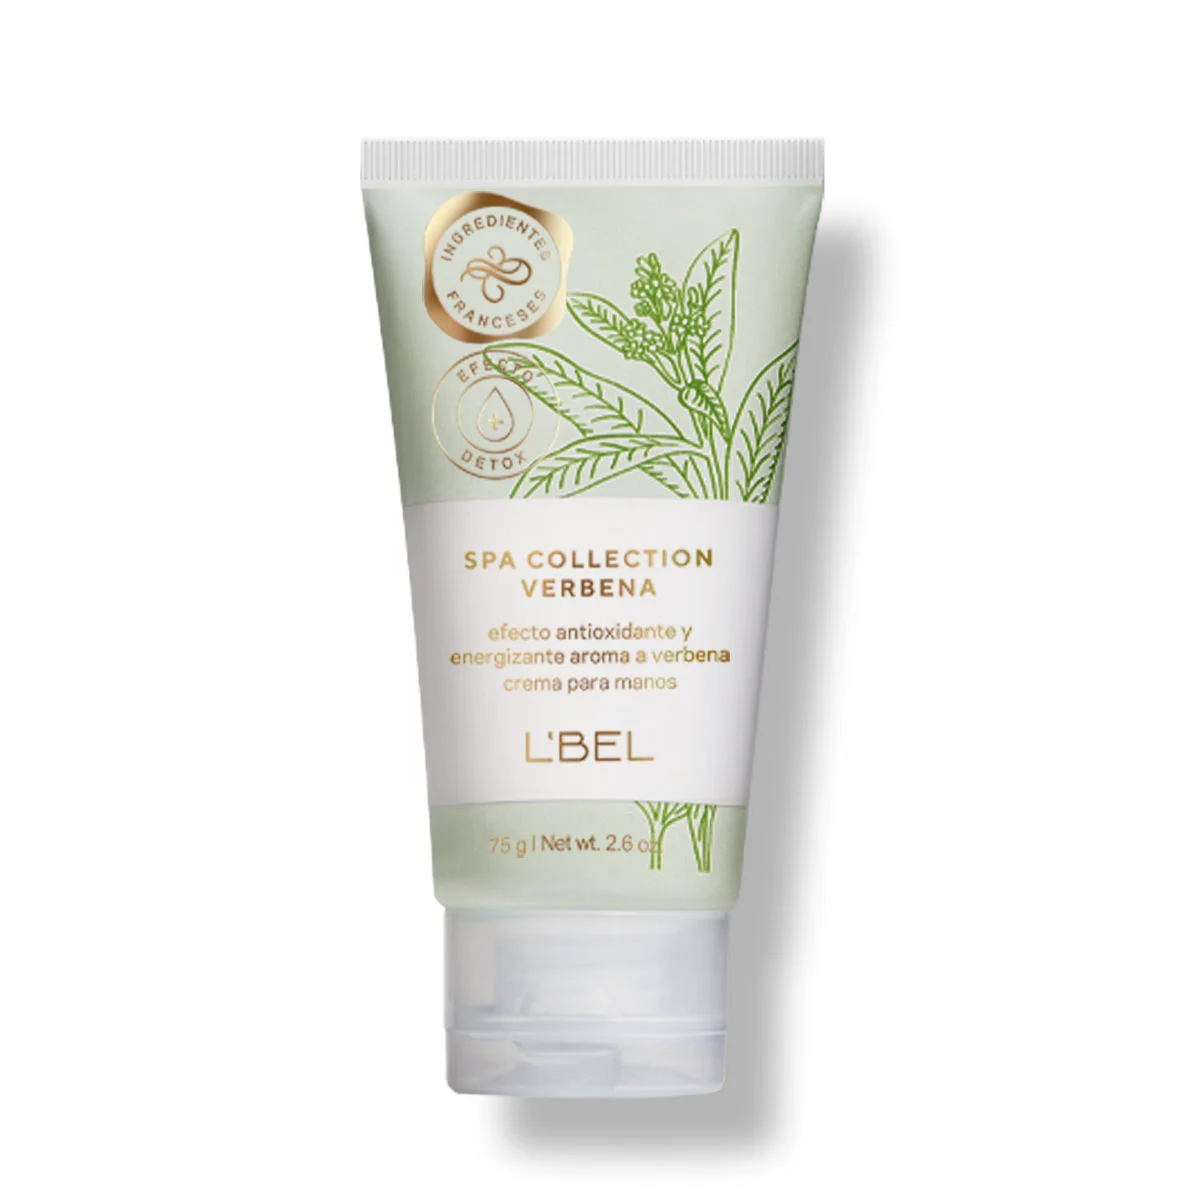 INGREDIENTES
FRANCESES
EFECTO
DETOX
SPA COLLECTION
VERBENA
efecto antioxidante y
energizante aroma a verbena
crema para manos
L'BEL
75 g | Net wt. 2.6 oz.